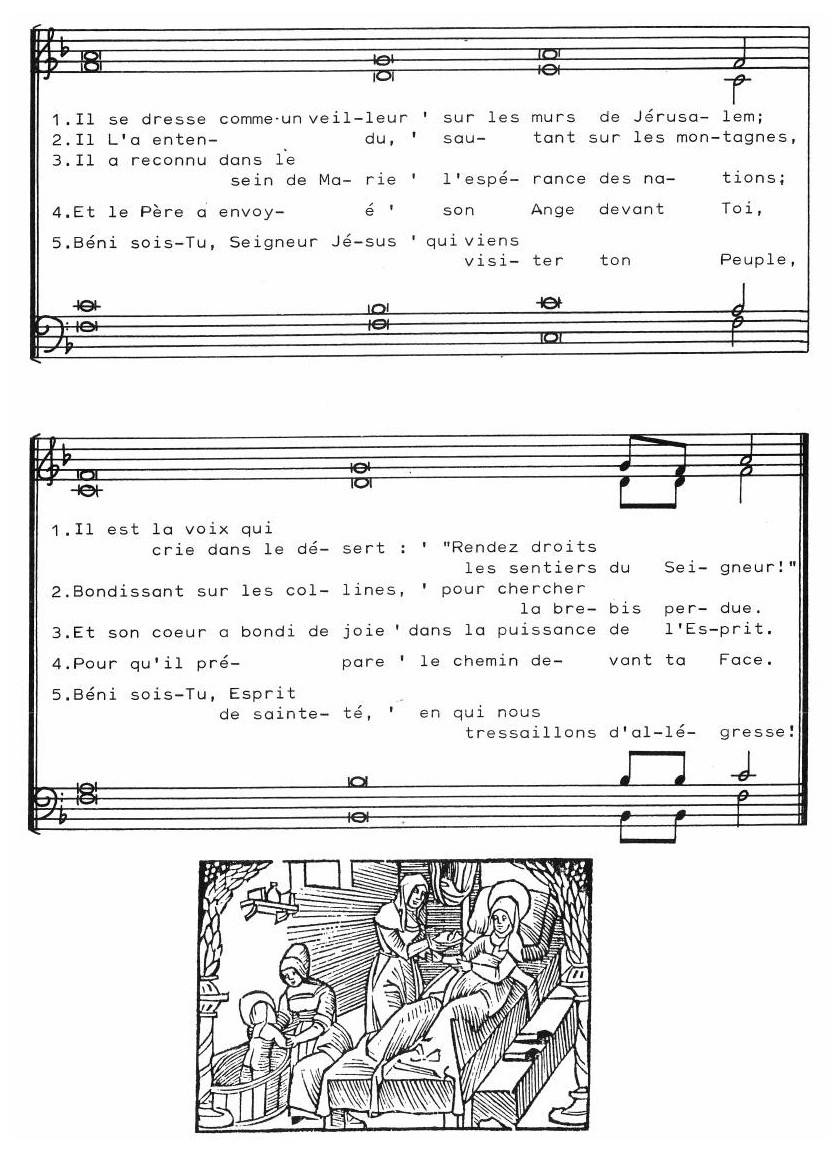 1.Il se dresse comme un veil-leur ' sur les murs de Jérusa- lem;
2.Il L'a enten- du, ' sau- tant sur les mon-tagnes,
3.Il a reconnu dans le
sein de Ma- rie ' l'espé- rance des na- tions;
4.Et le Père a envoy- é ' son Ange devant Toi,
5.Béni sois-Tu, Seigneur Jé-sus ' qui viens
visi- ter ton Peuple,
1.Il est la voix qui
crie dans le dé- sert : ' "Rendez droits
les sentiers du Sei- gneur!"
2.Bondissant sur les col- lines, ' pour chercher
la bre- bis per- due.
3.Et son coeur a bondi de joie ' dans la puissance de l'Es-prit.
4.Pour qu'il pré- pare ' le chemin de- vant ta Face.
5.Béni sois-Tu, Esprit
de sainte- té, ' en qui nous
tressaillons d'al-lé- gresse!